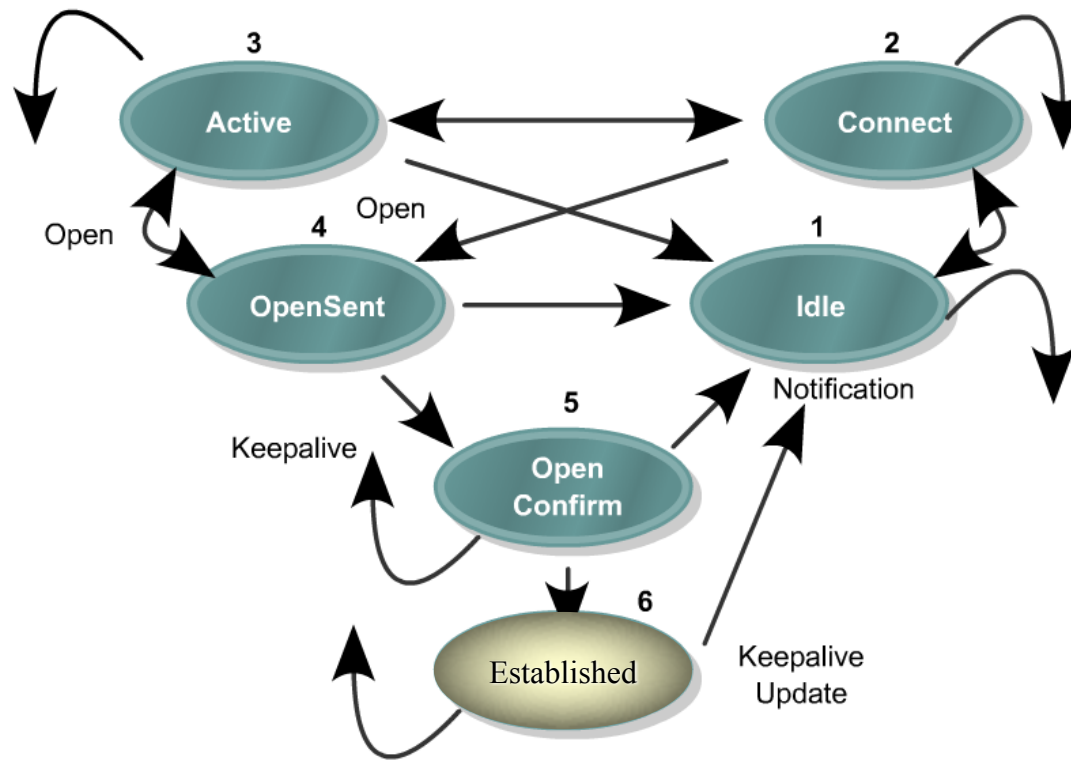 3
2
Active
Connect
Open
Open
4
1
OpenSent
Idle
Notification
5
Keepalive
Open
Confirm
6
Established
Keepalive
Update